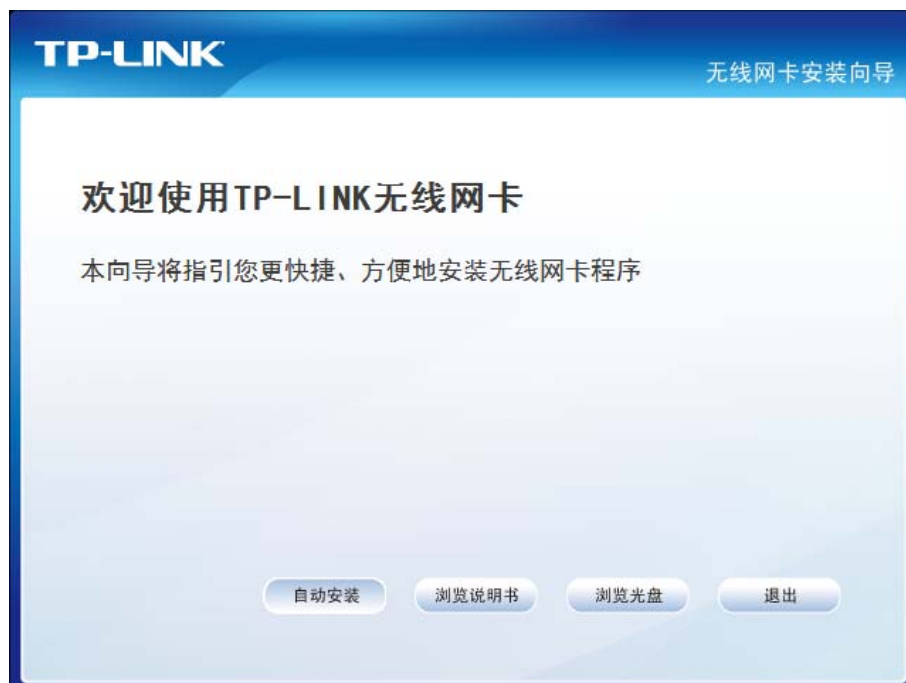 TP-LINK
无线网卡安装向导
欢迎使用TP-LINK无线网卡
本向导将指引您更快捷、方便地安装无线网卡程序
自动安装 浏览说明书 浏览光盘 退出